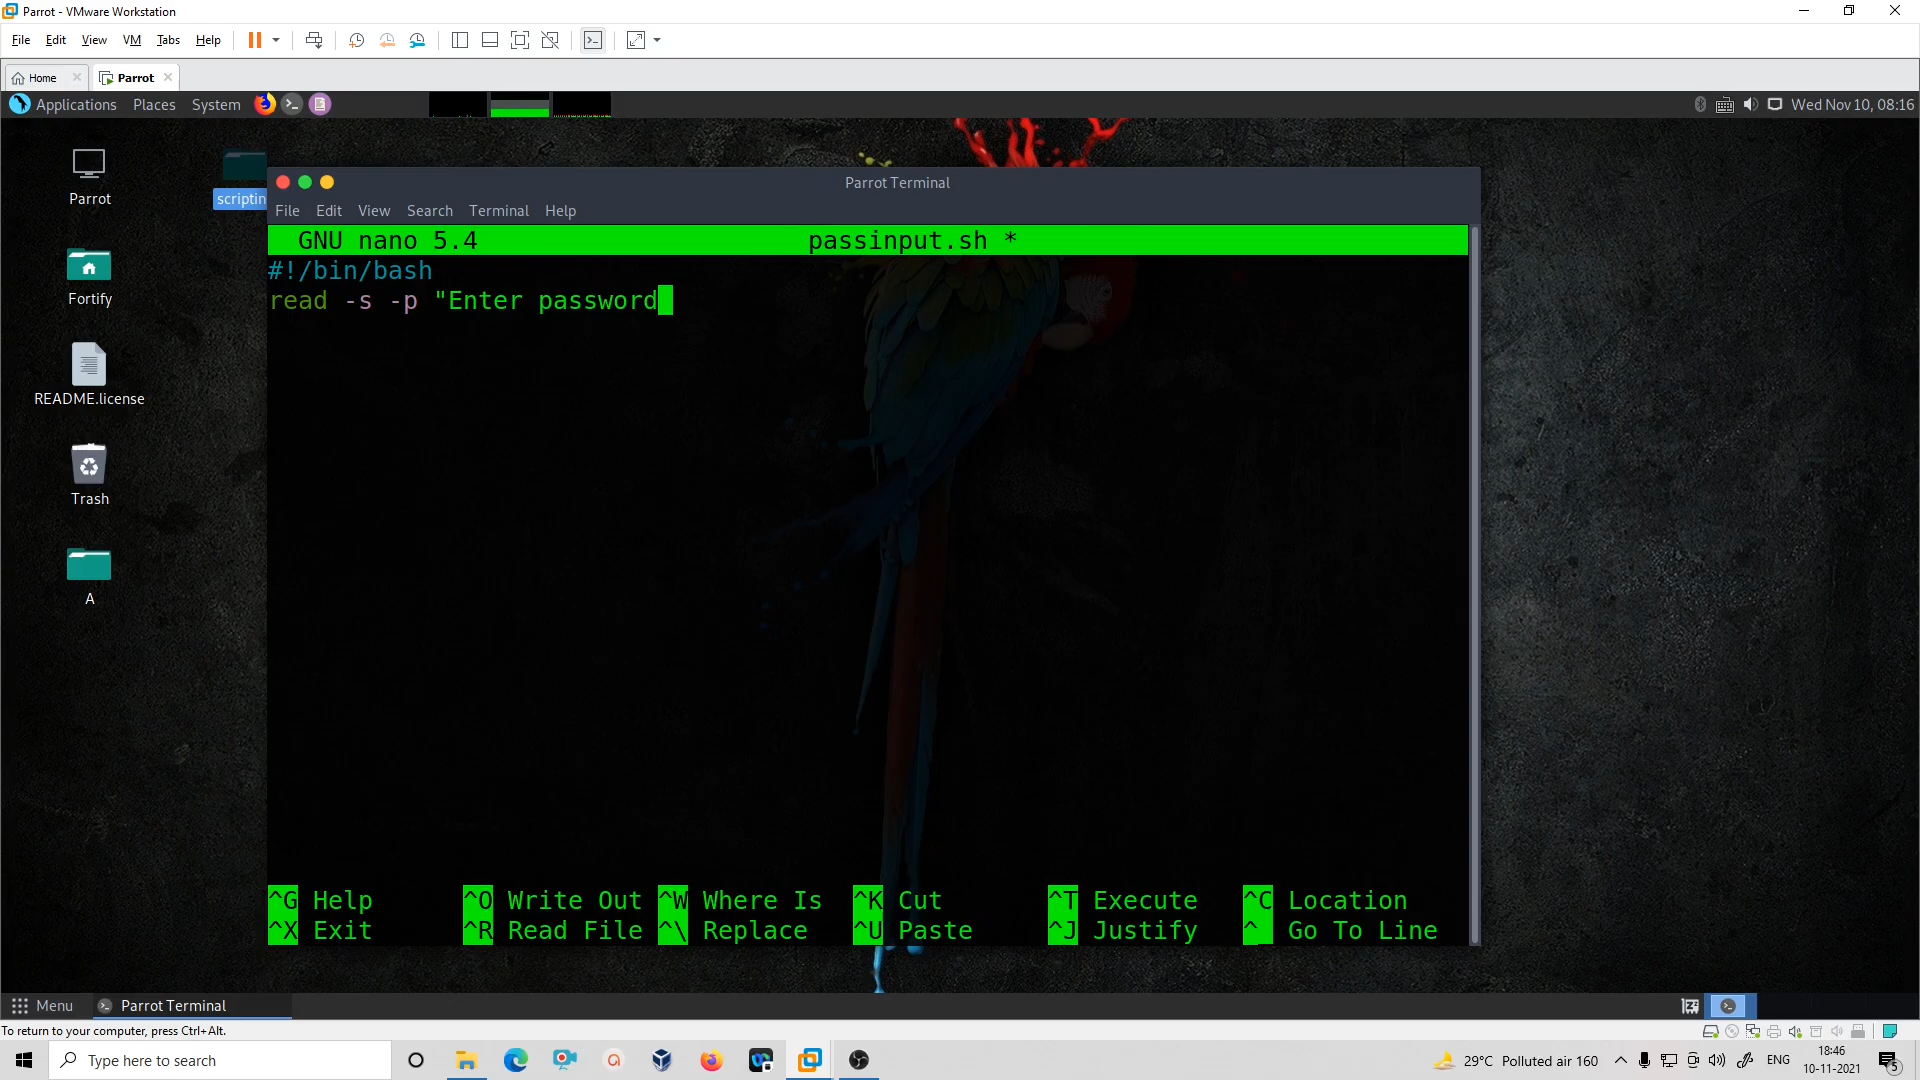 Parrot - VMware Workstation
File Edit View VM Tabs Help
Home Parrot
Applications Places System Wed Nov 10, 08:16
Parrot
scriptin
Parrot Terminal
File Edit View Search Terminal Help
GNU nano 5.4 passinput.sh *
#!/bin/bash
read -s -p "Enter password
Fortify
README.license
Trash
A
^G Help ^O Write Out ^W Where Is ^K Cut ^T Execute ^C Location
^X Exit ^R Read File ^\ Replace ^U Paste ^J Justify ^_ Go To Line
Menu Parrot Terminal
To return to your computer, press Ctrl+Alt.
Type here to search 29°C Polluted air 160 ENG 18:46
10-11-2021 5